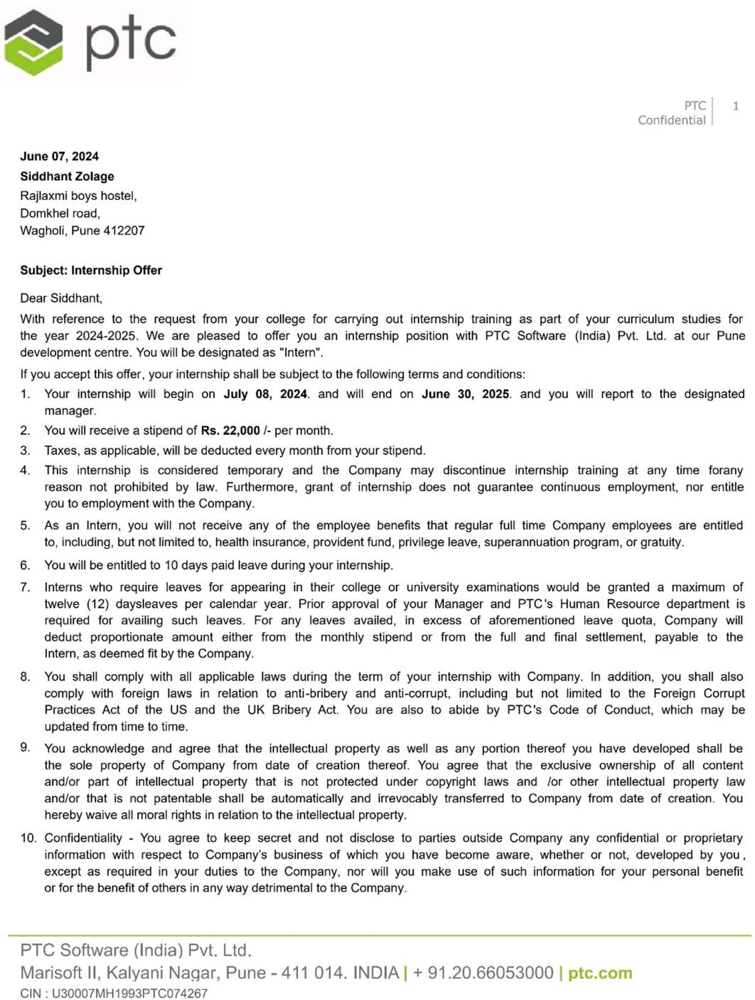 ptc
PTC
Confidential
1
June 07, 2024
Siddhant Zolage
Rajlaxmi boys hostel,
Domkhel road,
Wagholi, Pune 412207
Subject: Internship Offer
Dear Siddhant,
With reference to the request from your college for carrying out internship training as part of your curriculum studies for
the year 2024-2025. We are pleased to offer you an internship position with PTC Software (India) Pvt. Ltd. at our Pune
development centre. You will be designated as "Intern".
If you accept this offer, your internship shall be subject to the following terms and conditions:
1. Your internship will begin on July 08, 2024. and will end on June 30, 2025. and you will report to the designated
manager.
2. You will receive a stipend of Rs. 22,000 /- per month.
3. Taxes, as applicable, will be deducted every month from your stipend.
4. This internship is considered temporary and the Company may discontinue internship training at any time forany
reason not prohibited by law. Furthermore, grant of internship does not guarantee continuous employment, nor entitle
you to employment with the Company.
5. As an Intern, you will not receive any of the employee benefits that regular full time Company employees are entitled
to, including, but not limited to, health insurance, provident fund, privilege leave, superannuation program, or gratuity.
6. You will be entitled to 10 days paid leave during your internship.
7. Interns who require leaves for appearing in their college or university examinations would be granted a maximum of
twelve (12) daysleaves per calendar year. Prior approval of your Manager and PTC's Human Resource department is
required for availing such leaves. For any leaves availed, in excess of aforementioned leave quota, Company will
deduct proportionate amount either from the monthly stipend or from the full and final settlement, payable to the
Intern, as deemed fit by the Company.
8. You shall comply with all applicable laws during the term of your internship with Company. In addition, you shall also
comply with foreign laws in relation to anti-bribery and anti-corrupt, including but not limited to the Foreign Corrupt
Practices Act of the US and the UK Bribery Act. You are also to abide by PTC's Code of Conduct, which may be
updated from time to time.
9. You acknowledge and agree that the intellectual property as well as any portion thereof you have developed shall be
the sole property of Company from date of creation thereof. You agree that the exclusive ownership of all content
and/or part of intellectual property that is not protected under copyright laws and /or other intellectual property law
and/or that is not patentable shall be automatically and irrevocably transferred to Company from date of creation. You
hereby waive all moral rights in relation to the intellectual property.
10. Confidentiality - You agree to keep secret and not disclose to parties outside Company any confidential or proprietary
information with respect to Company's business of which you have become aware, whether or not, developed by you,
except as required in your duties to the Company, nor will you make use of such information for your personal benefit
or for the benefit of others in any way detrimental to the Company.
PTC Software (India) Pvt. Ltd.
Marisoft II, Kalyani Nagar, Pune - 411 014. INDIA | + 91.20.66053000 | ptc.com
CIN : U30007MH1993PTC074267